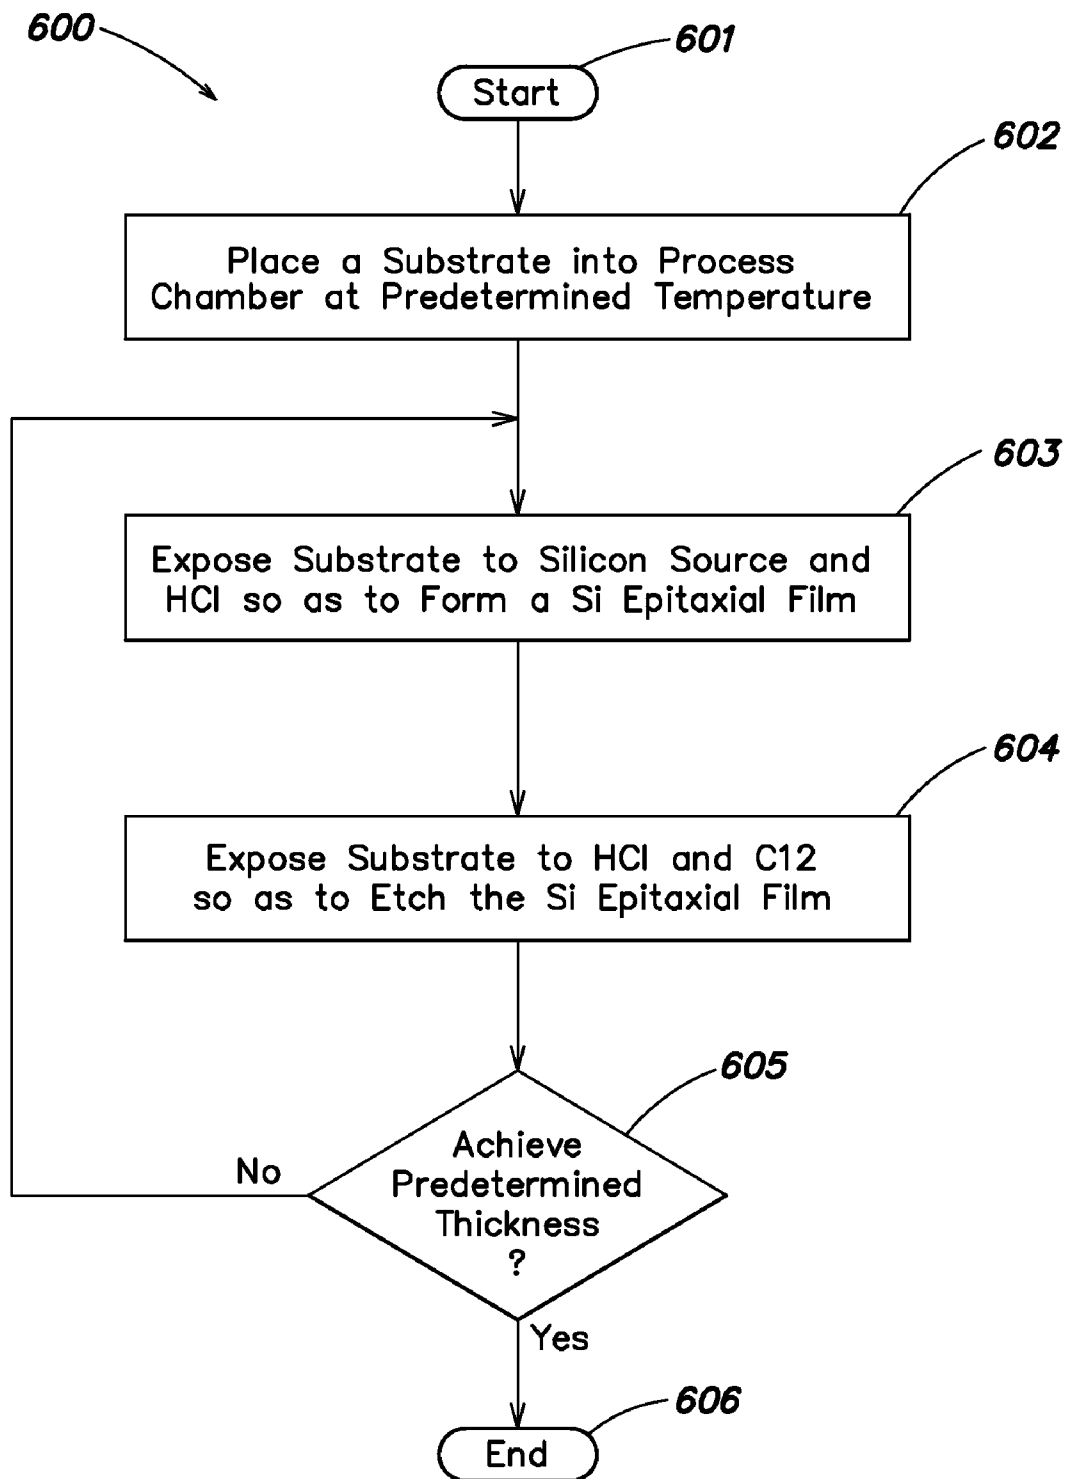 600
601
Start
602
Place a Substrate into Process
Chamber at Predetermined Temperature
603
Expose Substrate to Silicon Source and
HCl so as to Form a Si Epitaxial Film
604
Expose Substrate to HCl and C12
so as to Etch the Si Epitaxial Film
605
Achieve
Predetermined
Thickness
?
No
Yes
606
End